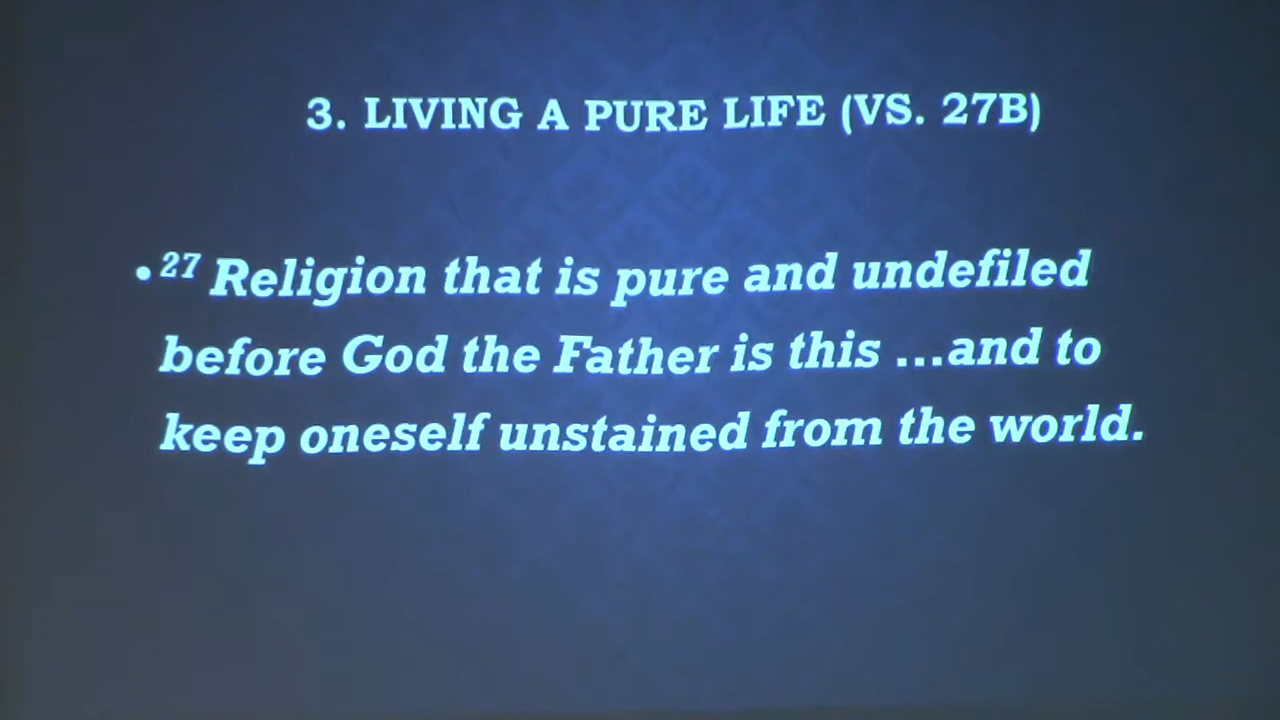 3. LIVING A PURE LIFE (VS. 27B)
• 27 Religion that is pure and undefiled
before God the Father is this ...and to
keep oneself unstained from the world.